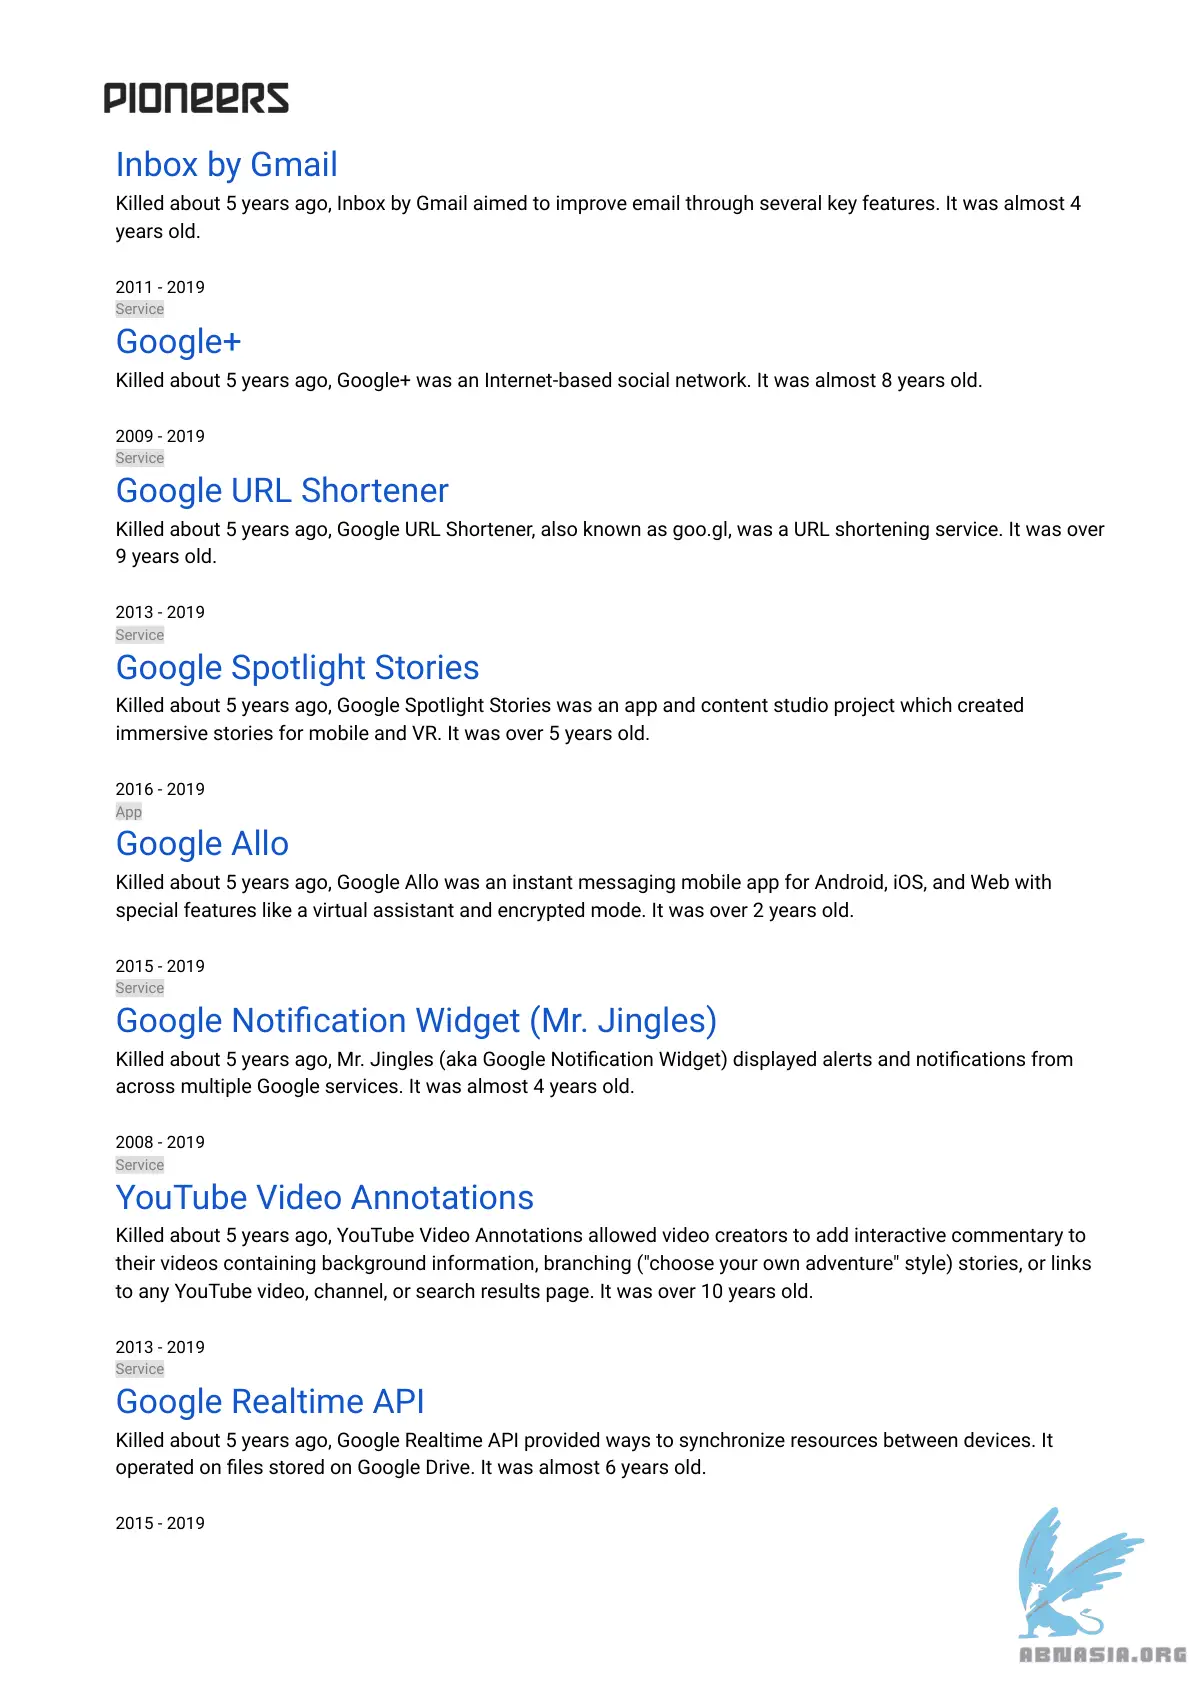 PIONEERS
Inbox by Gmail
Killed about 5 years ago, Inbox by Gmail aimed to improve email through several key features. It was almost 4
years old.
2011 - 2019
Service
Google+
Killed about 5 years ago, Google+ was an Internet-based social network. It was almost 8 years old.
2009 - 2019
Service
Google URL Shortener
Killed about 5 years ago, Google URL Shortener, also known as goo.gl, was a URL shortening service. It was over
9 years old.
2013 - 2019
Service
Google Spotlight Stories
Killed about 5 years ago, Google Spotlight Stories was an app and content studio project which created
immersive stories for mobile and VR. It was over 5 years old.
2016 - 2019
App
Google Allo
Killed about 5 years ago, Google Allo was an instant messaging mobile app for Android, iOS, and Web with
special features like a virtual assistant and encrypted mode. It was over 2 years old.
2015 - 2019
Service
Google Notification Widget (Mr. Jingles)
Killed about 5 years ago, Mr. Jingles (aka Google Notification Widget) displayed alerts and notifications from
across multiple Google services. It was almost 4 years old.
2008 - 2019
Service
YouTube Video Annotations
Killed about 5 years ago, YouTube Video Annotations allowed video creators to add interactive commentary to
their videos containing background information, branching ("choose your own adventure" style) stories, or links
to any YouTube video, channel, or search results page. It was over 10 years old.
2013 - 2019
Service
Google Realtime API
Killed about 5 years ago, Google Realtime API provided ways to synchronize resources between devices. It
operated on files stored on Google Drive. It was almost 6 years old.
2015 - 2019
ABNASIA.ORG